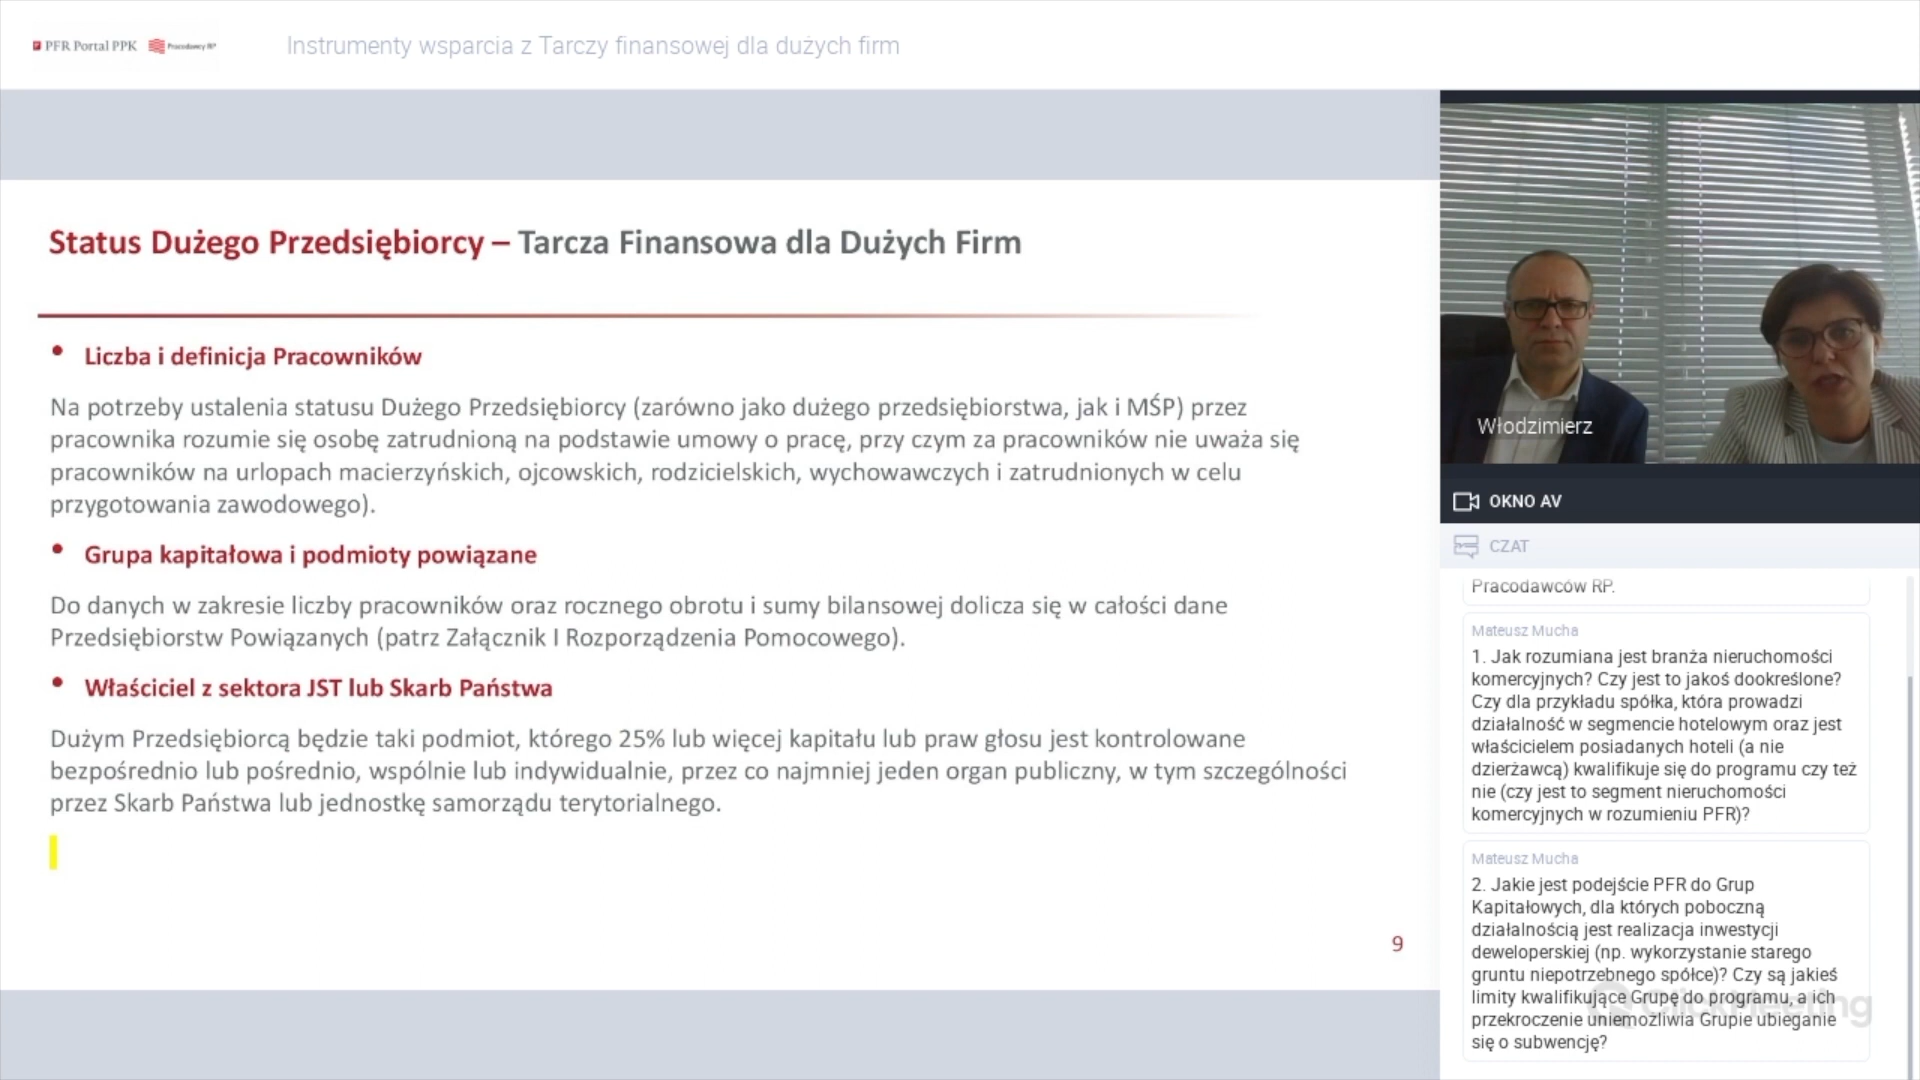 PFR Portal PPK Pracodawcy RP
Instrumenty wsparcia z Tarczy finansowej dla dużych firm
Status Dużego Przedsiębiorcy – Tarcza Finansowa dla Dużych Firm
• Liczba i definicja Pracowników
Na potrzeby ustalenia statusu Dużego Przedsiębiorcy (zarówno jako dużego przedsiębiorstwa, jak i MŚP) przez
pracownika rozumie się osobę zatrudnioną na podstawie umowy o pracę, przy czym za pracowników nie uważa się
pracowników na urlopach macierzyńskich, ojcowskich, rodzicielskich, wychowawczych i zatrudnionych w celu
przygotowania zawodowego).
• Grupa kapitałowa i podmioty powiązane
Do danych w zakresie liczby pracowników oraz rocznego obrotu i sumy bilansowej dolicza się w całości dane
Przedsiębiorstw Powiązanych (patrz Załącznik I Rozporządzenia Pomocowego).
• Właściciel z sektora JST lub Skarb Państwa
Dużym Przedsiębiorcą będzie taki podmiot, którego 25% lub więcej kapitału lub praw głosu jest kontrolowane
bezpośrednio lub pośrednio, wspólnie lub indywidualnie, przez co najmniej jeden organ publiczny, w tym szczególności
przez Skarb Państwa lub jednostkę samorządu terytorialnego.
9
Włodzimierz
OKNO AV
CZAT
Pracodawców RP.
Mateusz Mucha
1. Jak rozumiana jest branża nieruchomości
komercyjnych? Czy jest to jakoś dookreślone?
Czy dla przykładu spółka, która prowadzi
działalność w segmencie hotelowym oraz jest
właścicielem posiadanych hoteli (a nie
dzierżawcą) kwalifikuje się do programu czy też
nie (czy jest to segment nieruchomości
komercyjnych w rozumieniu PFR)?
Mateusz Mucha
2. Jakie jest podejście PFR do Grup
Kapitałowych, dla których poboczną
działalnością jest realizacja inwestycji
deweloperskiej (np. wykorzystanie starego
gruntu niepotrzebnego spółce)? Czy są jakieś
limity kwalifikujące Grupę do programu, a ich
przekroczenie uniemożliwia Grupie ubieganie
się o subwencję?
ClickMeeting